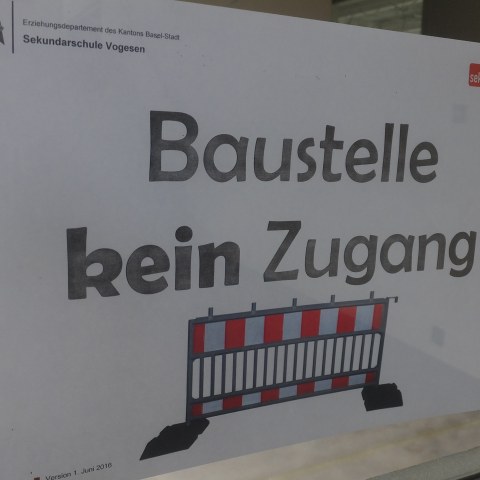 Erziehungsdepartement des Kantons Basel-Stadt
Sekundarschule Vogesen
Baustelle
kein Zugang
Version 1. Juni 2016